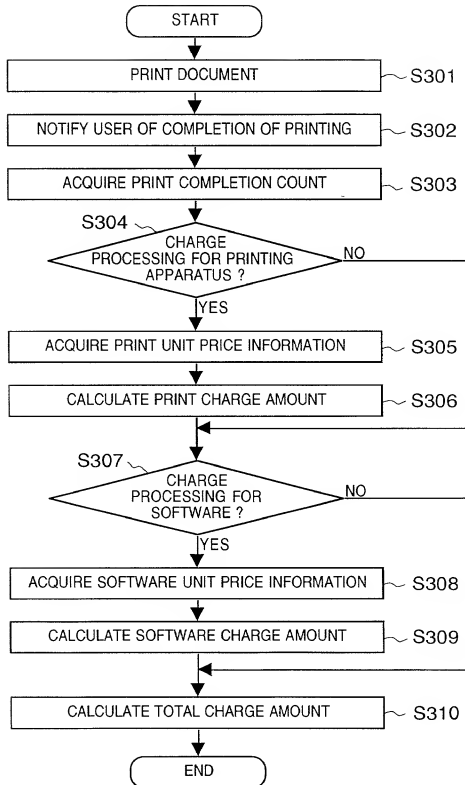 START
PRINT DOCUMENT
S301
NOTIFY USER OF COMPLETION OF PRINTING
S302
ACQUIRE PRINT COMPLETION COUNT
S303
S304
CHARGE
PROCESSING FOR PRINTING
APPARATUS ?
NO
YES
ACQUIRE PRINT UNIT PRICE INFORMATION
S305
CALCULATE PRINT CHARGE AMOUNT
S306
S307
CHARGE
PROCESSING FOR
SOFTWARE ?
NO
YES
ACQUIRE SOFTWARE UNIT PRICE INFORMATION
S308
CALCULATE SOFTWARE CHARGE AMOUNT
S309
CALCULATE TOTAL CHARGE AMOUNT
S310
END